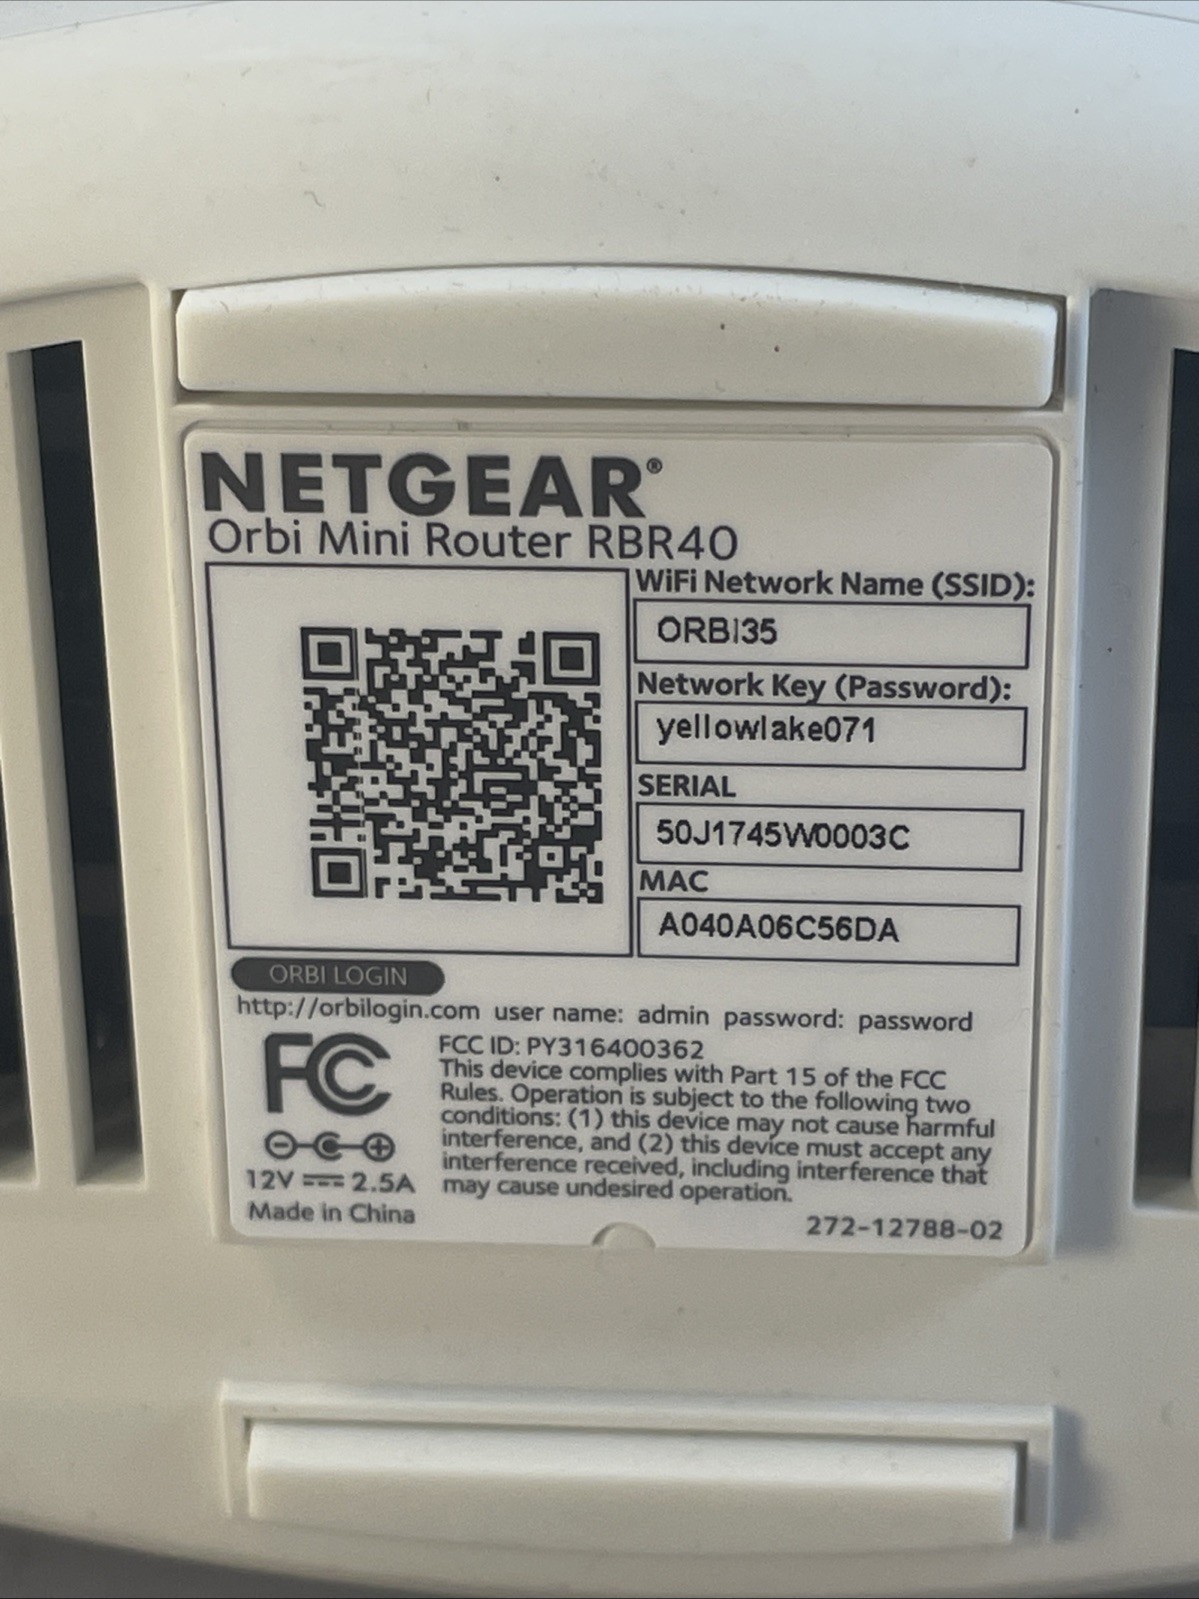 NETGEAR®
Orbi Mini Router RBR40
WiFi Network Name (SSID):
ORBI35
Network Key (Password):
yellowlake071
SERIAL
50J1745W0003C
MAC
A040A06C56DA
ORBI LOGIN
http://orbilogin.com user name: admin password: password
FC
FCC ID: PY316400362
This device complies with Part 15 of the FCC
Rules. Operation is subject to the following two
conditions: (1) this device may not cause harmful
interference, and (2) this device must accept any
interference received, including interference that
may cause undesired operation.
12V ⎓ 2.5A
Made in China
272-12788-02